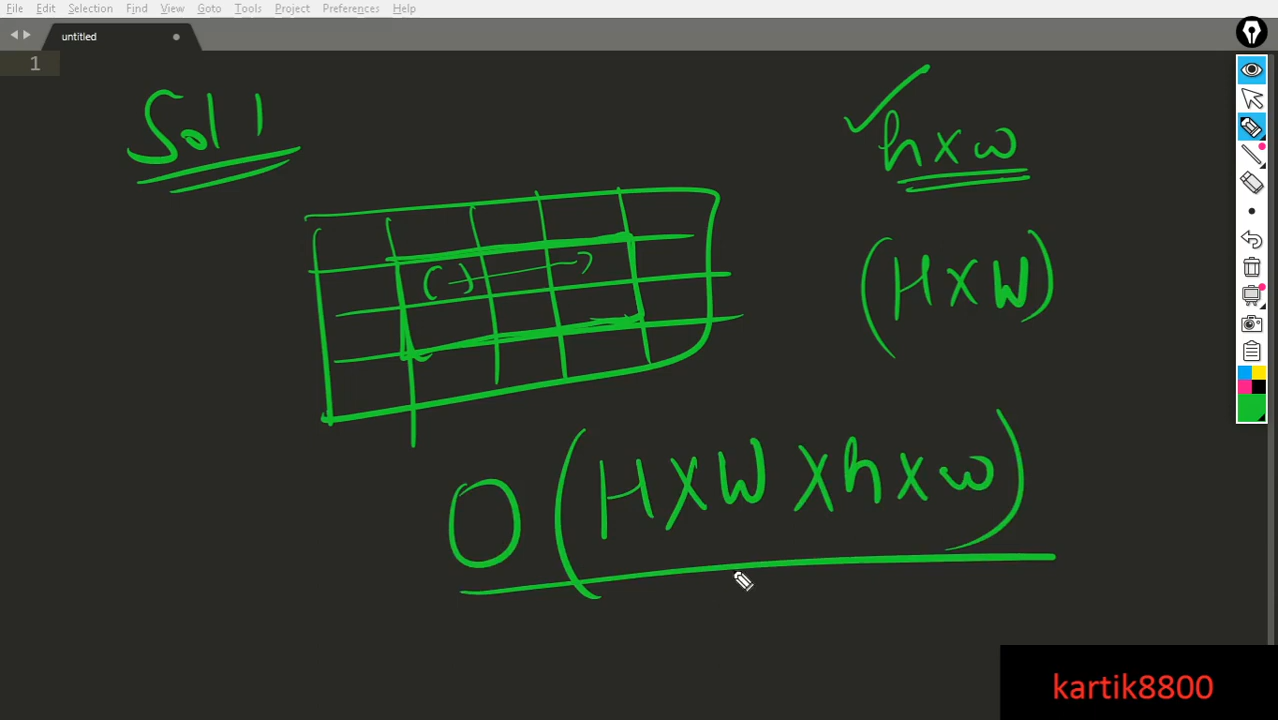 File Edit Selection Find View Goto Tools Project Preferences Help
untitled
1
Sol 1
h x w
(H X W)
O (H X W X h x w)
kartik8800